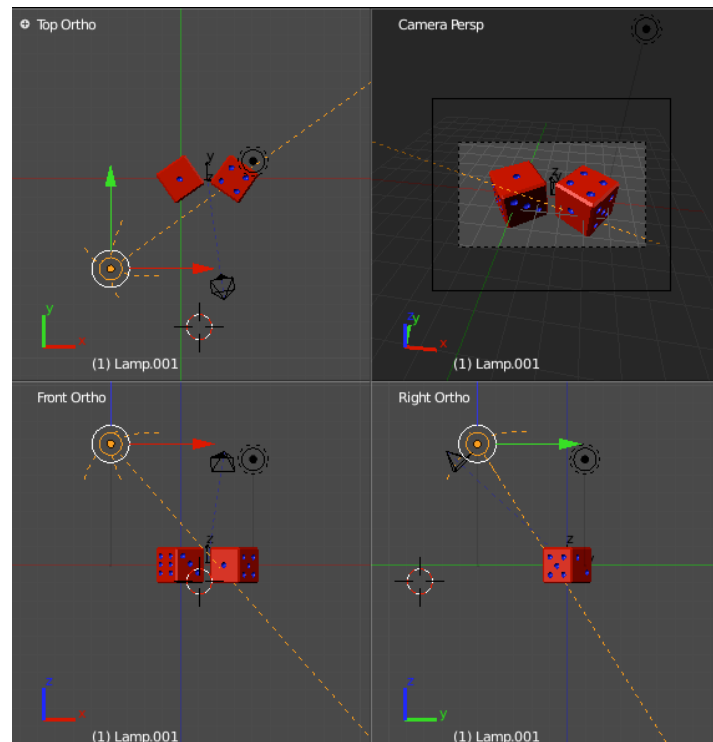 Top Ortho
y
y
x
(1) Lamp.001
Camera Persp
z
z
y
x
(1) Lamp.001
Front Ortho
z
z
x
(1) Lamp.001
Right Ortho
z
y
z
y
(1) Lamp.001